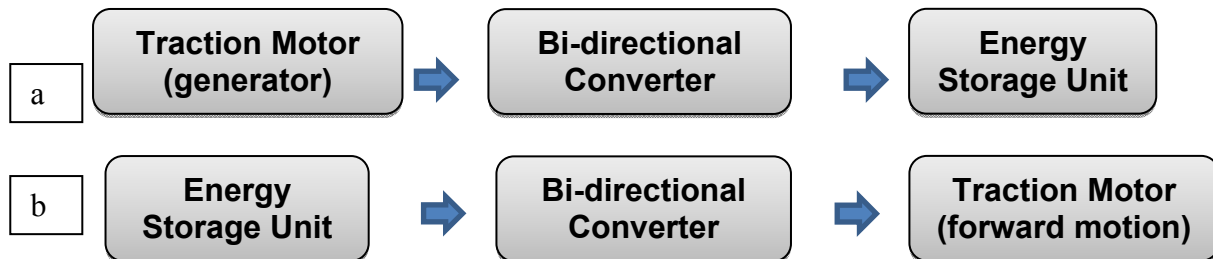 a
Traction Motor
(generator)
Bi-directional
Converter
Energy
Storage Unit
b
Energy
Storage Unit
Bi-directional
Converter
Traction Motor
(forward motion)